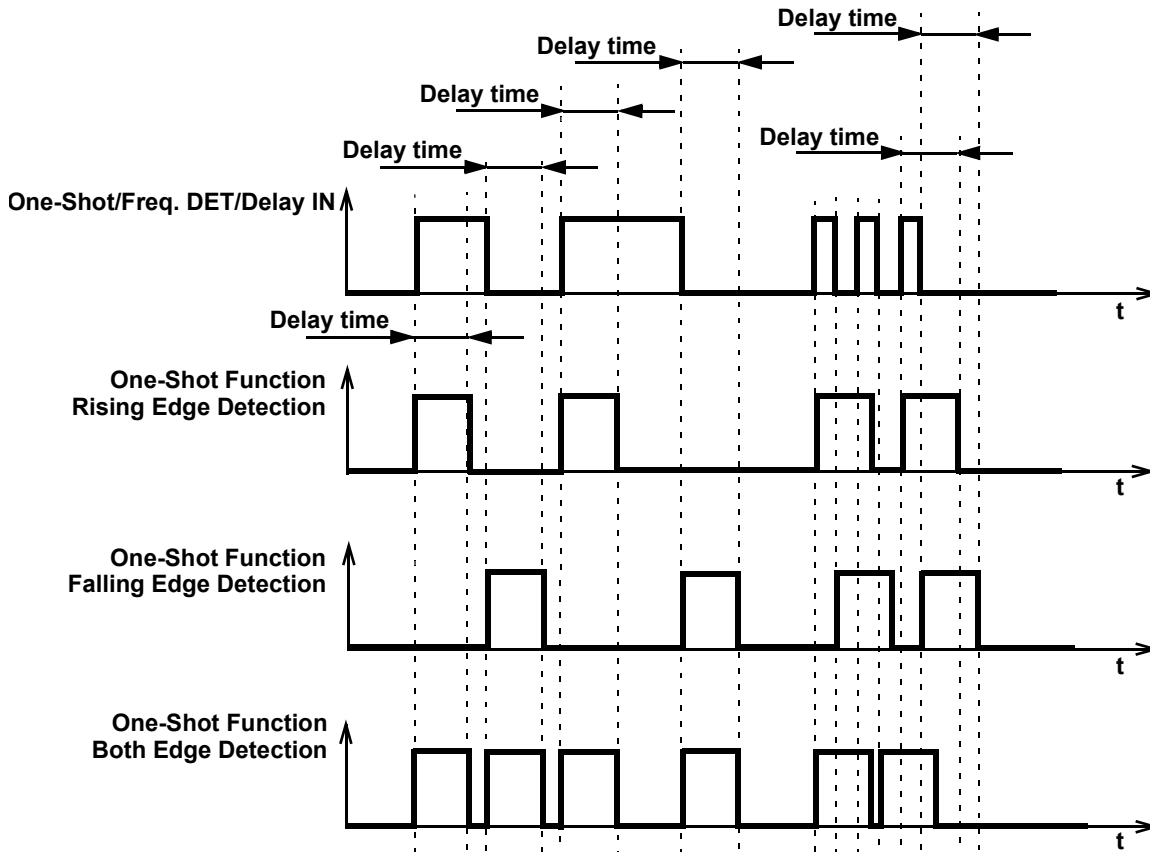 Delay time
Delay time
Delay time
Delay time
Delay time
One-Shot/Freq. DET/Delay IN
t
Delay time
One-Shot Function
Rising Edge Detection
t
One-Shot Function
Falling Edge Detection
t
One-Shot Function
Both Edge Detection
t